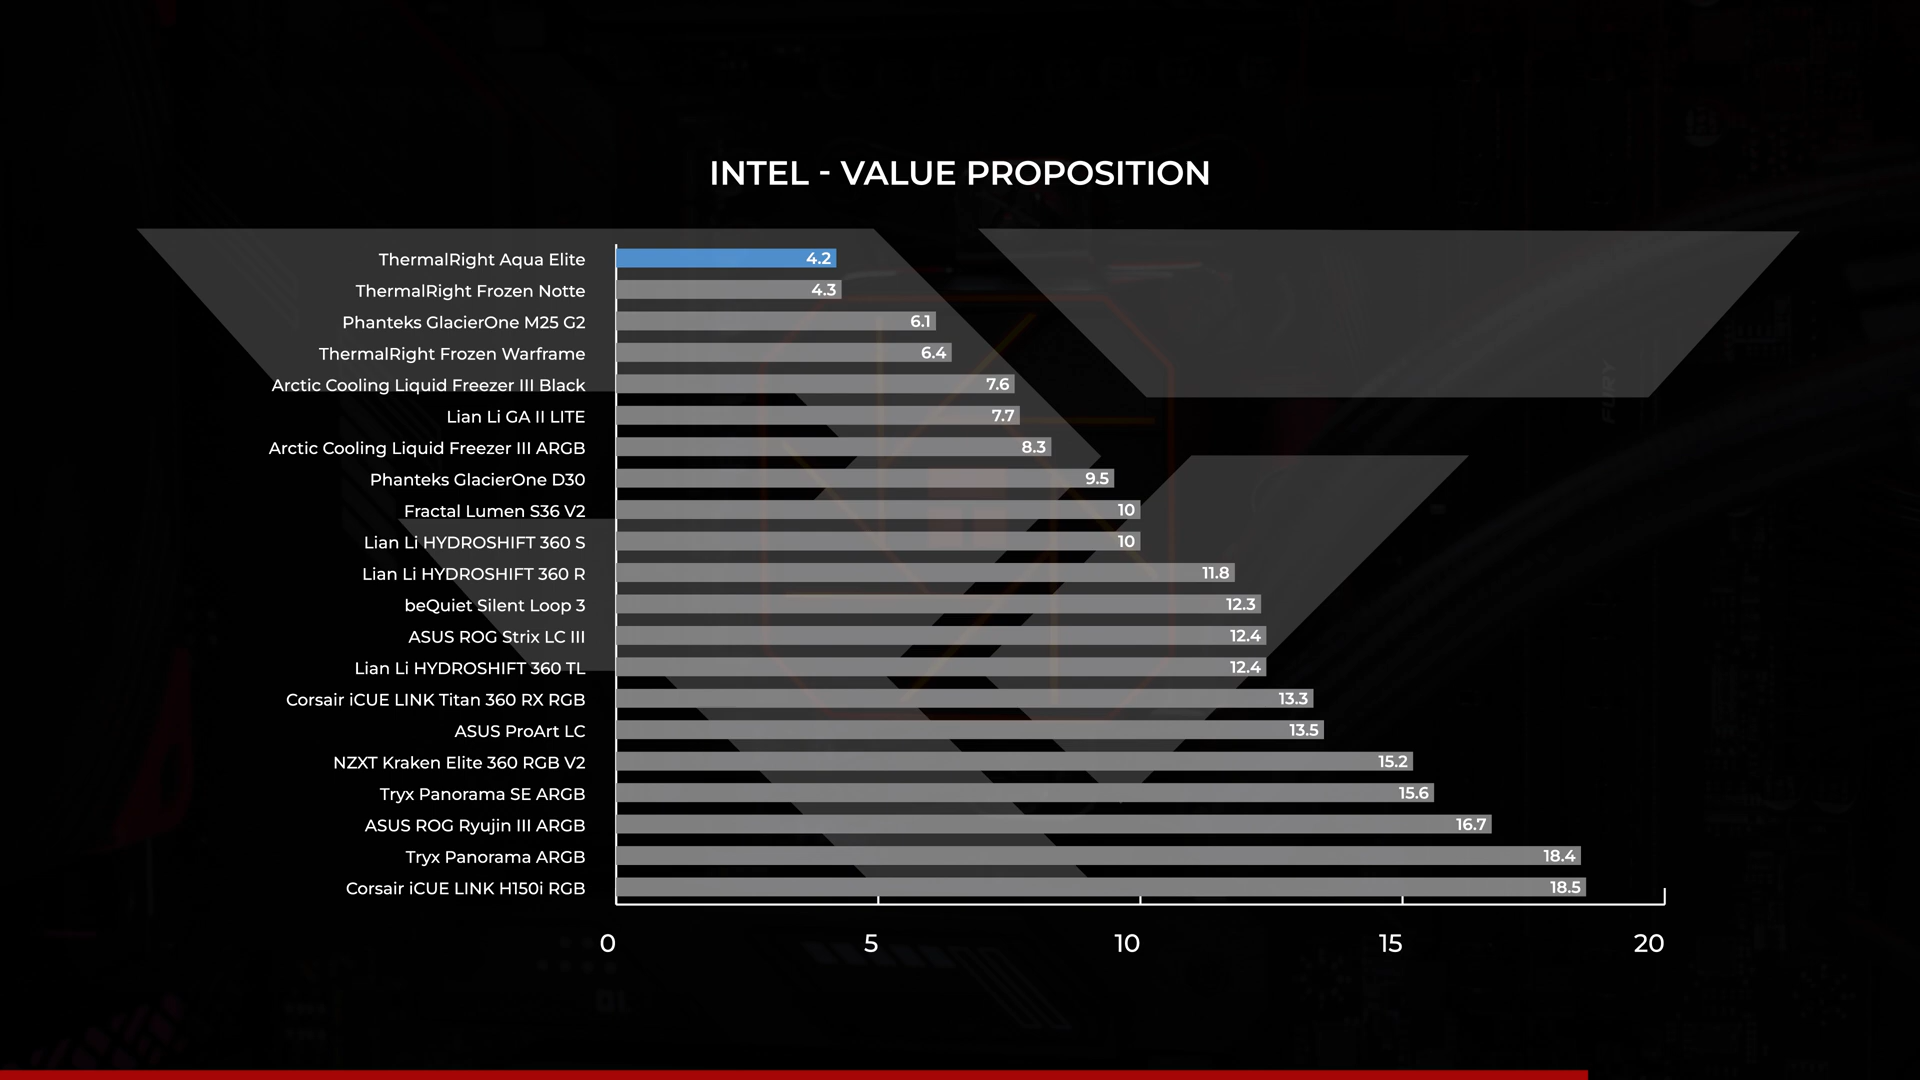 INTEL - VALUE PROPOSITION
ThermalRight Aqua Elite 4.2
ThermalRight Frozen Notte 4.3
Phanteks GlacierOne M25 G2 6.1
ThermalRight Frozen Warframe 6.4
Arctic Cooling Liquid Freezer III Black 7.6
Lian Li GA II LITE 7.7
Arctic Cooling Liquid Freezer III ARGB 8.3
Phanteks GlacierOne D30 9.5
Fractal Lumen S36 V2 10
Lian Li HYDROSHIFT 360 S 10
Lian Li HYDROSHIFT 360 R 11.8
beQuiet Silent Loop 3 12.3
ASUS ROG Strix LC III 12.4
Lian Li HYDROSHIFT 360 TL 12.4
Corsair iCUE LINK Titan 360 RX RGB 13.3
ASUS ProArt LC 13.5
NZXT Kraken Elite 360 RGB V2 15.2
Tryx Panorama SE ARGB 15.6
ASUS ROG Ryujin III ARGB 16.7
Tryx Panorama ARGB 18.4
Corsair iCUE LINK H150i RGB 18.5
0 5 10 15 20
FURY